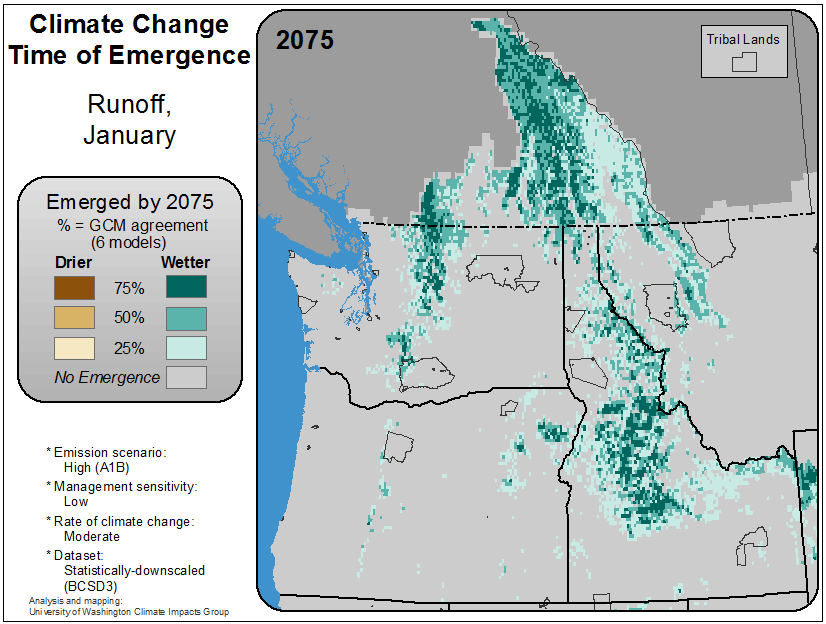 Climate Change
Time of Emergence
Runoff,
January
Emerged by 2075
% = GCM agreement
(6 models)
Drier Wetter
75%
50%
25%
No Emergence
* Emission scenario:
High (A1B)
* Management sensitivity:
Low
* Rate of climate change:
Moderate
* Dataset:
Statistically-downscaled
(BCSD3)
Analysis and mapping:
University of Washington Climate Impacts Group
2075
Tribal Lands